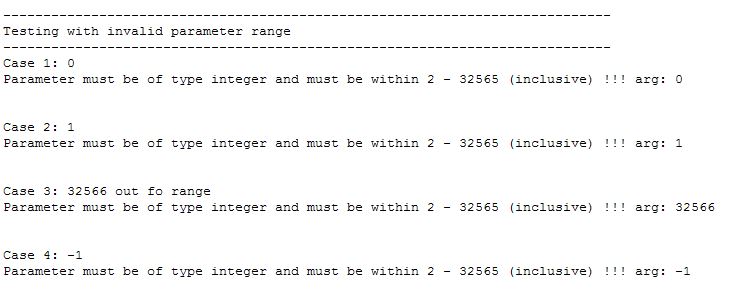 ----------------------------------------------------------------------------
Testing with invalid parameter range
----------------------------------------------------------------------------
Case 1: 0
Parameter must be of type integer and must be within 2 - 32565 (inclusive) !!! arg: 0
Case 2: 1
Parameter must be of type integer and must be within 2 - 32565 (inclusive) !!! arg: 1
Case 3: 32566 out fo range
Parameter must be of type integer and must be within 2 - 32565 (inclusive) !!! arg: 32566
Case 4: -1
Parameter must be of type integer and must be within 2 - 32565 (inclusive) !!! arg: -1